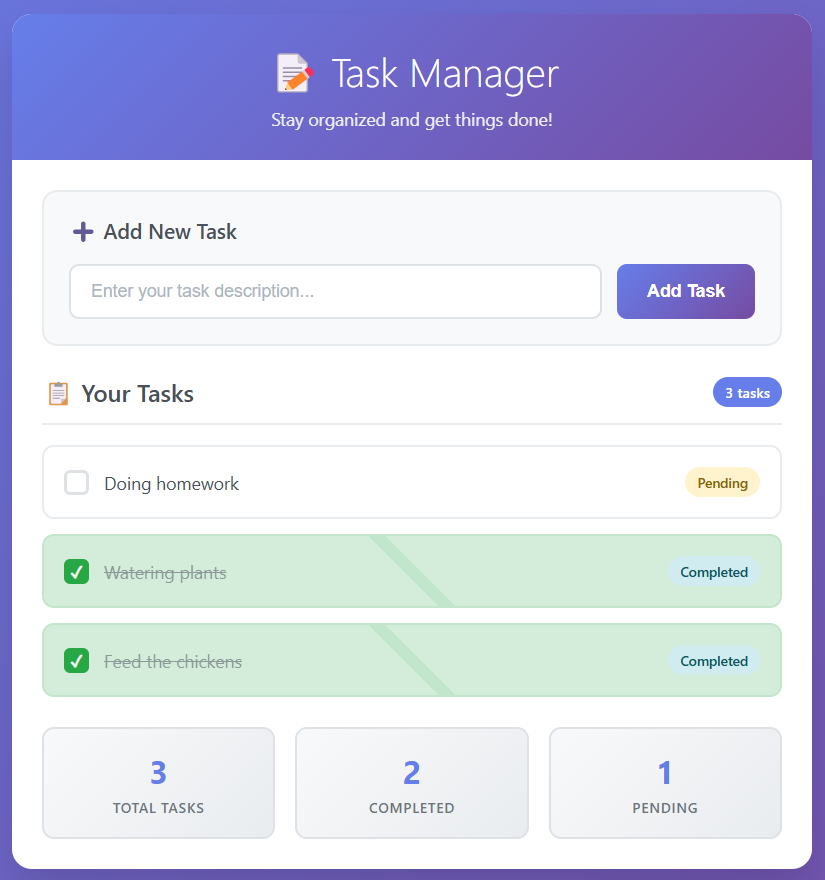 Task Manager
Stay organized and get things done!
Add New Task
Enter your task description...
Add Task
Your Tasks
3 tasks
Doing homework
Pending
Watering plants
Completed
Feed the chickens
Completed
3
TOTAL TASKS
2
COMPLETED
1
PENDING